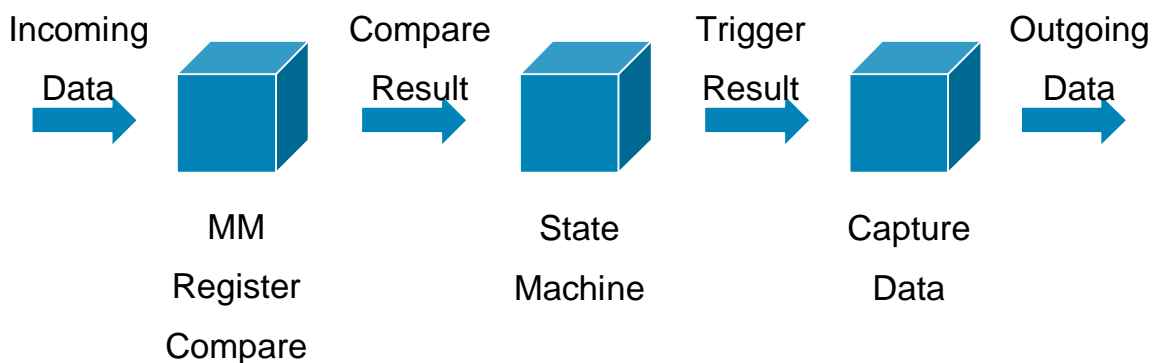 Incoming
Data
Compare
Result
Trigger
Result
Outgoing
Data
MM
Register
Compare
State
Machine
Capture
Data